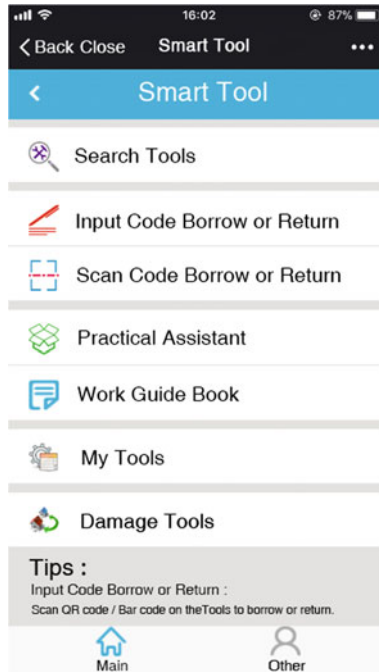 16:02
87%
Back Close Smart Tool
Smart Tool
Search Tools
Input Code Borrow or Return
Scan Code Borrow or Return
Practical Assistant
Work Guide Book
My Tools
Damage Tools
Tips :
Input Code Borrow or Return :
Scan QR code / Bar code on theTools to borrow or return.
Main Other